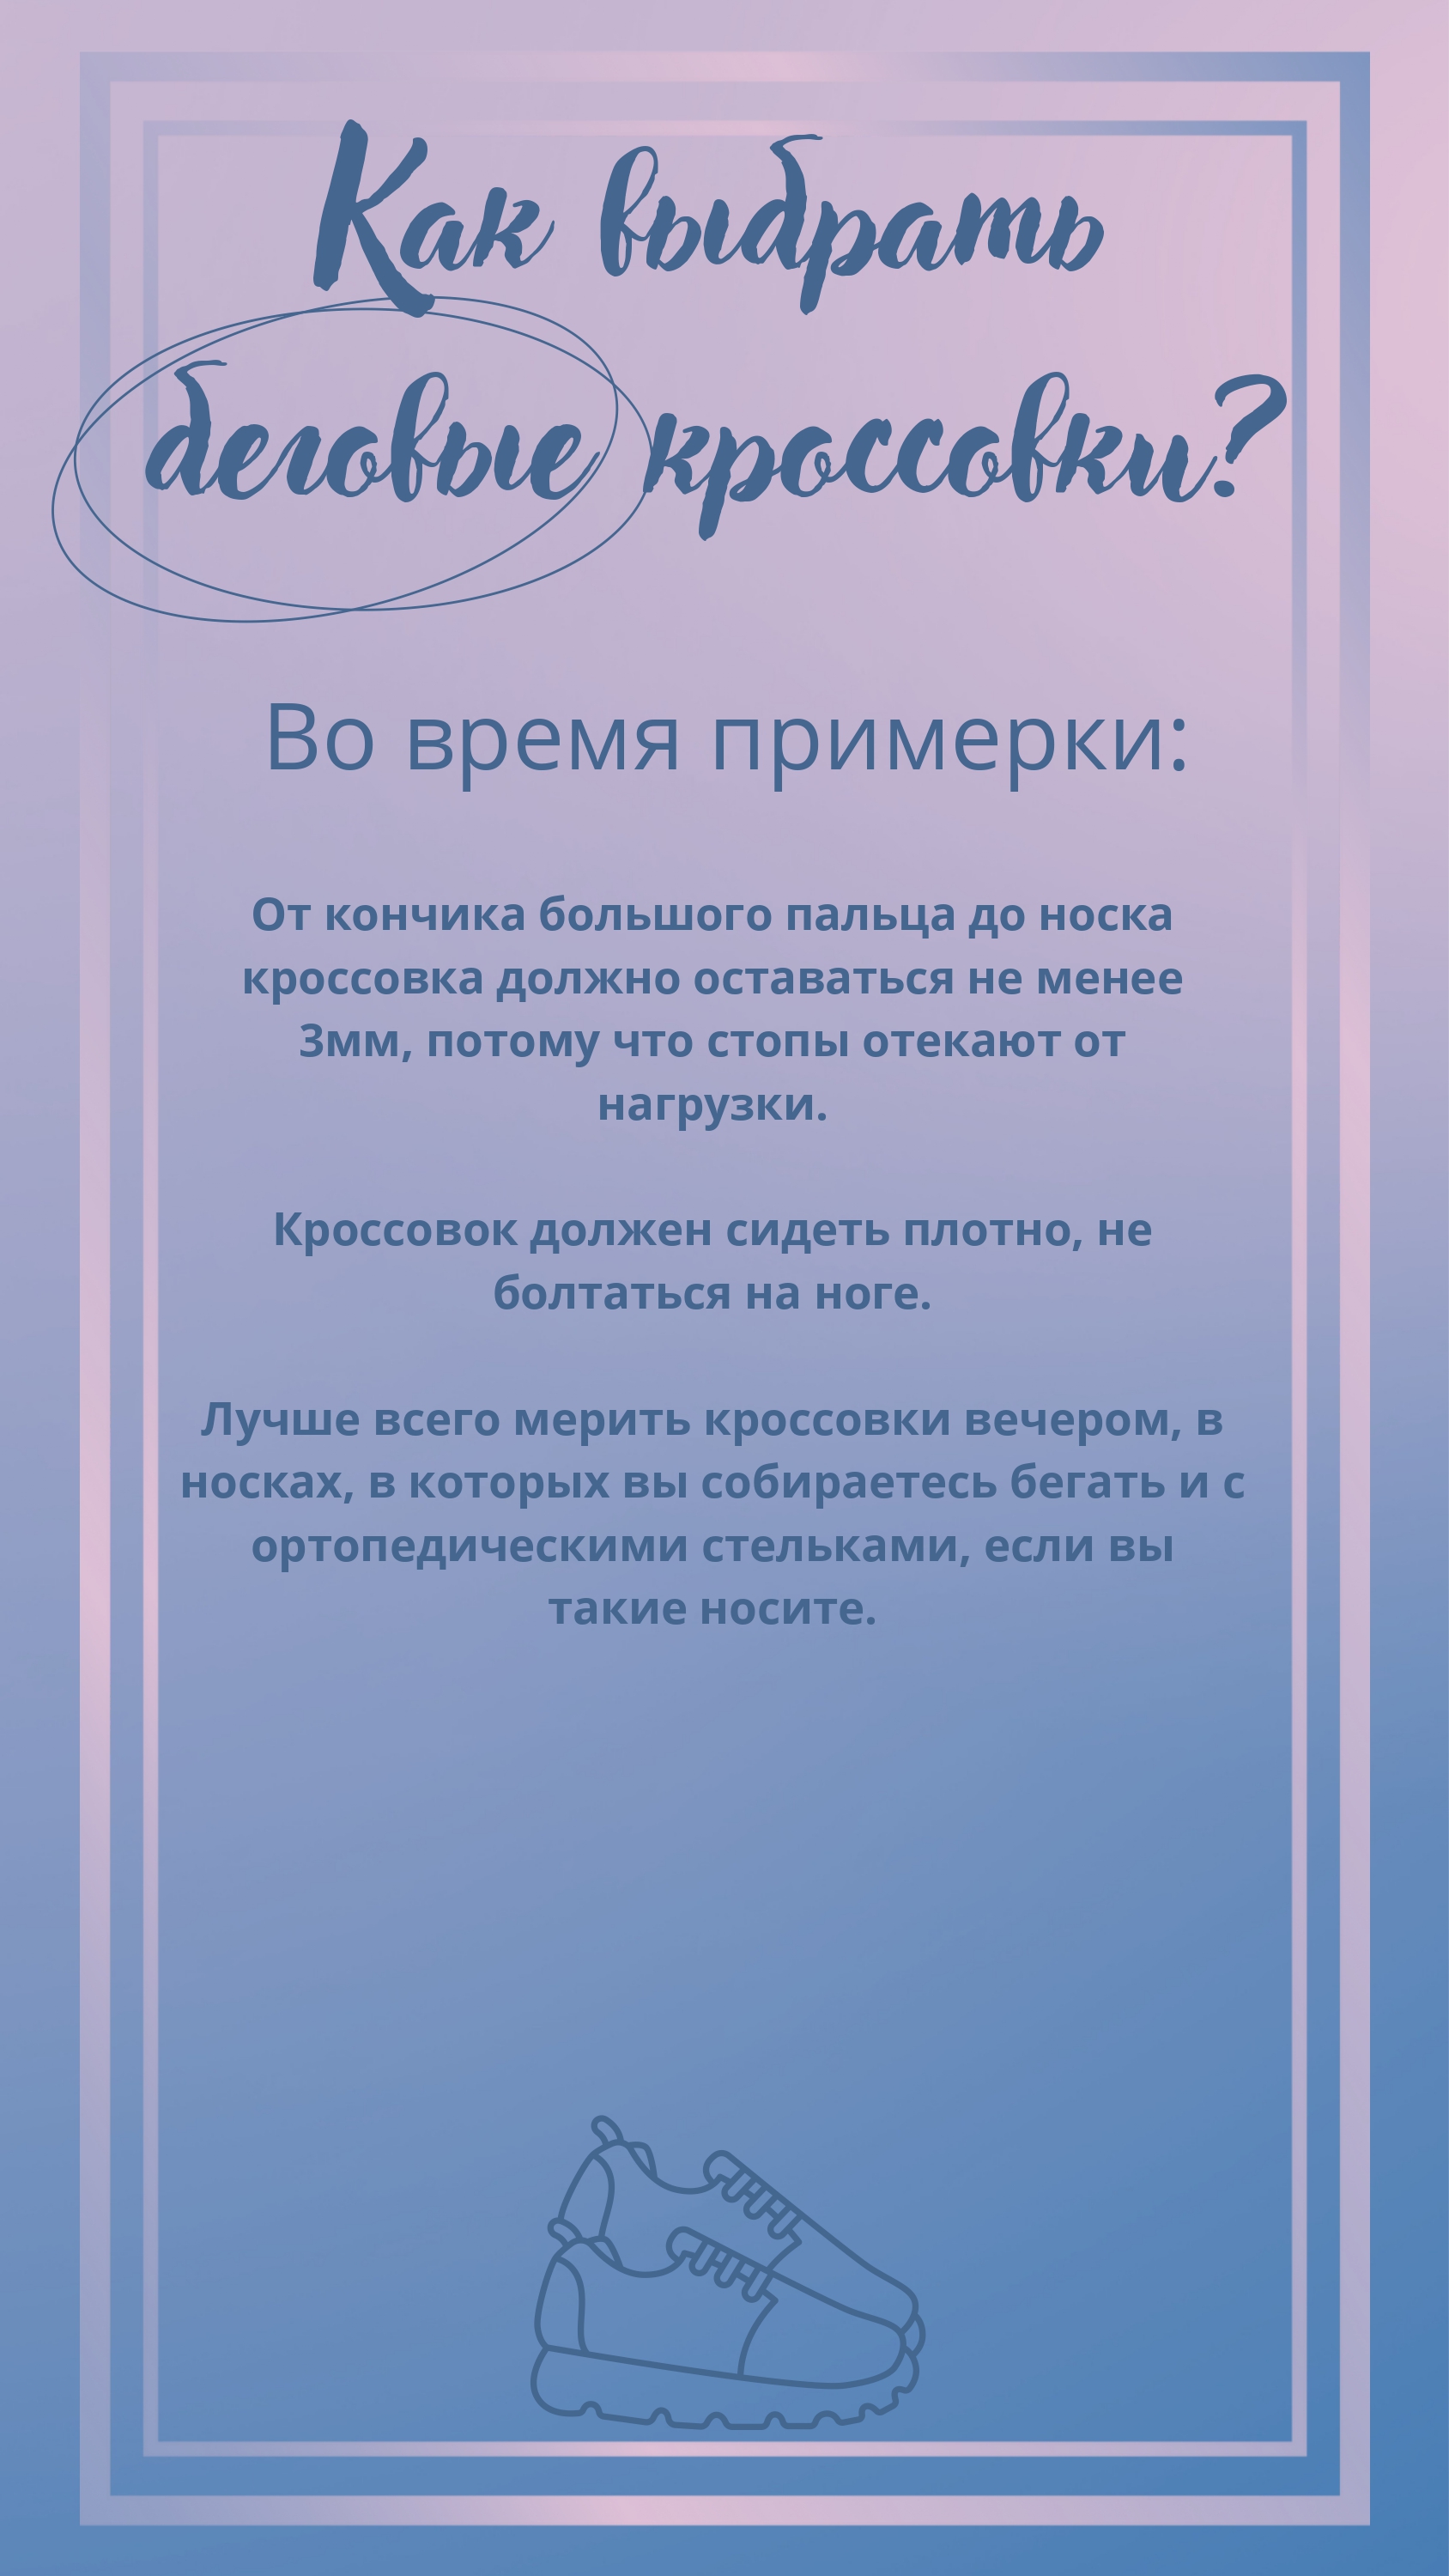 Как выбрать
беговые кроссовки?
Во время примерки:
От кончика большого пальца до носка
кроссовка должно оставаться не менее
3мм, потому что стопы отекают от
нагрузки.
Кроссовок должен сидеть плотно, не
болтаться на ноге.
Лучше всего мерить кроссовки вечером, в
носках, в которых вы собираетесь бегать и с
ортопедическими стельками, если вы
такие носите.